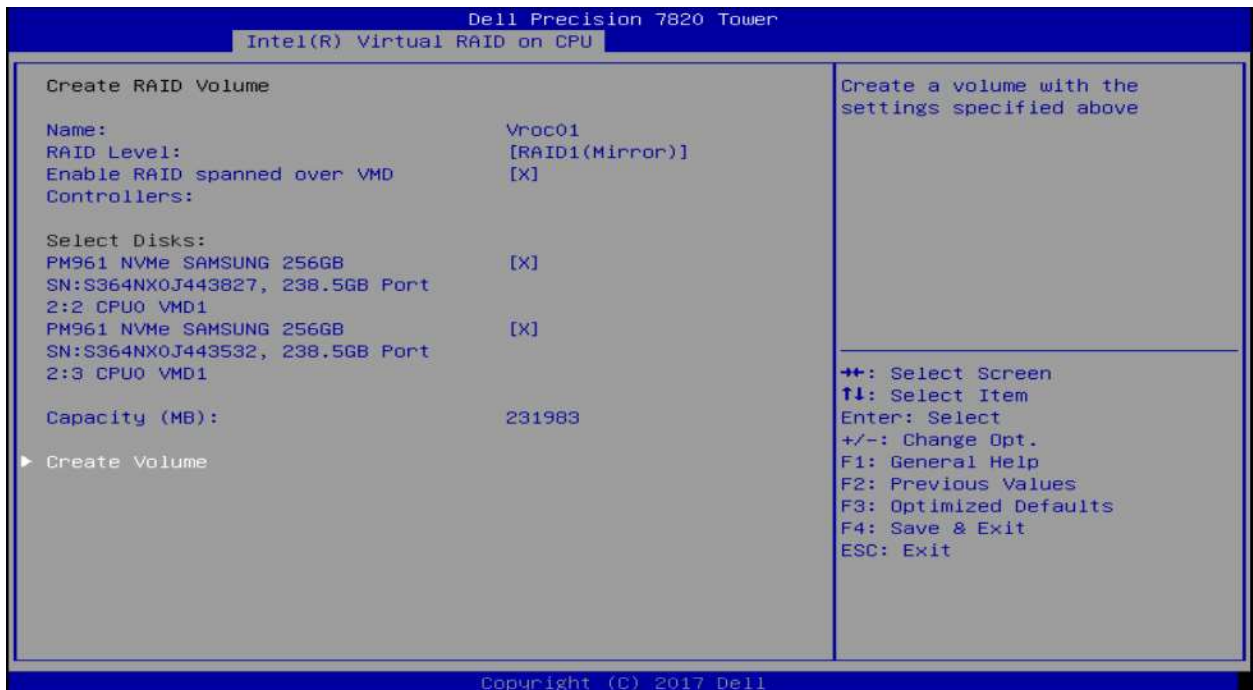 Dell Precision 7820 Tower
Intel(R) Virtual RAID on CPU
Create RAID Volume
Name: Vroc01
RAID Level: [RAID1(Mirror)]
Enable RAID spanned over VMD [X]
Controllers:
Select Disks:
PM961 NVMe SAMSUNG 256GB [X]
SN:S364NX0J443827, 238.5GB Port
2:2 CPU0 VMD1
PM961 NVMe SAMSUNG 256GB [X]
SN:S364NX0J443532, 238.5GB Port
2:3 CPU0 VMD1
Capacity (MB): 231983
► Create Volume
Create a volume with the
settings specified above
→←: Select Screen
↑↓: Select Item
Enter: Select
+/-: Change Opt.
F1: General Help
F2: Previous Values
F3: Optimized Defaults
F4: Save & Exit
ESC: Exit
Copyright (C) 2017 Dell